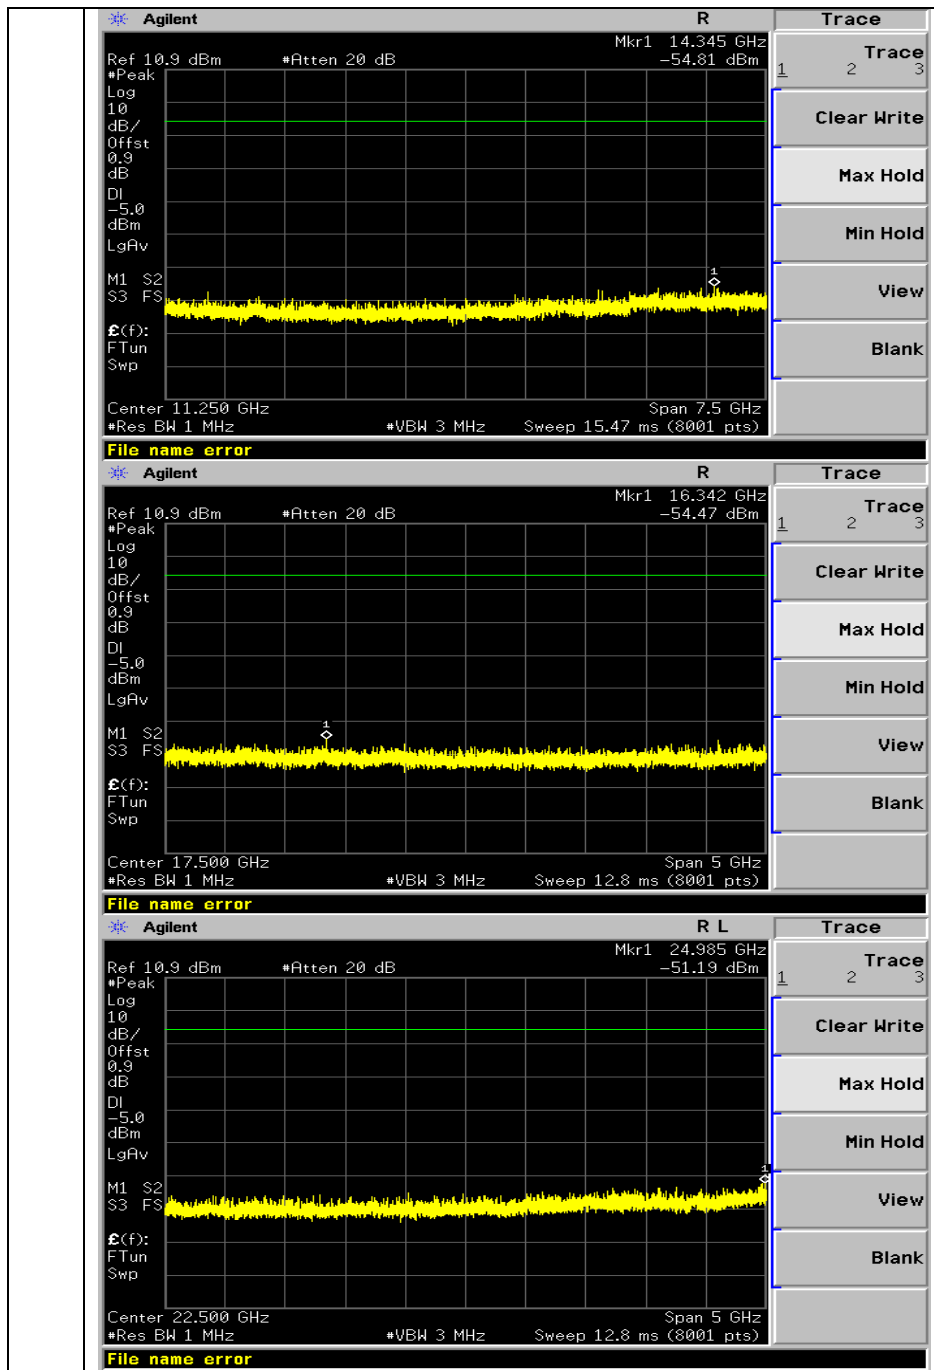 Agilent R Trace
Mkr1 14.345 GHz
Ref 10.9 dBm #Atten 20 dB -54.81 dBm
Trace
1 2 3
#Peak
Log
10
dB/
Offst
0.9
dB
DI
-5.0
dBm
LgAv
M1 S2
S3 FS
£(f):
FTun
Swp
1
Center 11.250 GHz Span 7.5 GHz
#Res BW 1 MHz #VBW 3 MHz Sweep 15.47 ms (8001 pts)
Clear Write
Max Hold
Min Hold
View
Blank
File name error
Agilent R Trace
Mkr1 16.342 GHz
Ref 10.9 dBm #Atten 20 dB -54.47 dBm
Trace
1 2 3
#Peak
Log
10
dB/
Offst
0.9
dB
DI
-5.0
dBm
LgAv
M1 S2
S3 FS
£(f):
FTun
Swp
1
Center 17.500 GHz Span 5 GHz
#Res BW 1 MHz #VBW 3 MHz Sweep 12.8 ms (8001 pts)
Clear Write
Max Hold
Min Hold
View
Blank
File name error
Agilent R L Trace
Mkr1 24.985 GHz
Ref 10.9 dBm #Atten 20 dB -51.19 dBm
Trace
1 2 3
#Peak
Log
10
dB/
Offst
0.9
dB
DI
-5.0
dBm
LgAv
M1 S2
S3 FS
£(f):
FTun
Swp
1
Center 22.500 GHz Span 5 GHz
#Res BW 1 MHz #VBW 3 MHz Sweep 12.8 ms (8001 pts)
Clear Write
Max Hold
Min Hold
View
Blank
File name error